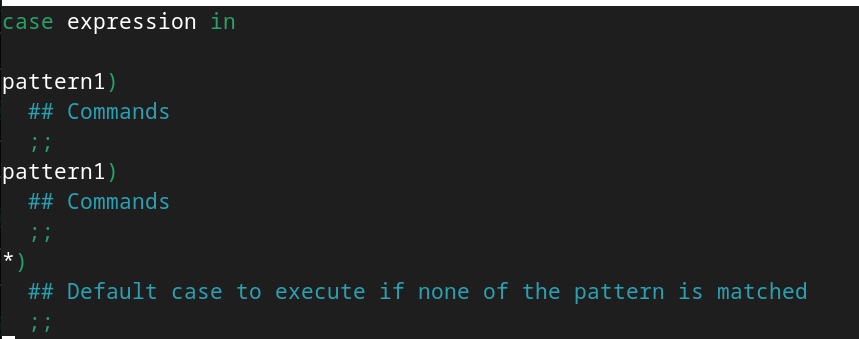 case expression in
pattern1)
## Commands
;;
pattern1)
## Commands
;;
*)
## Default case to execute if none of the pattern is matched
;;